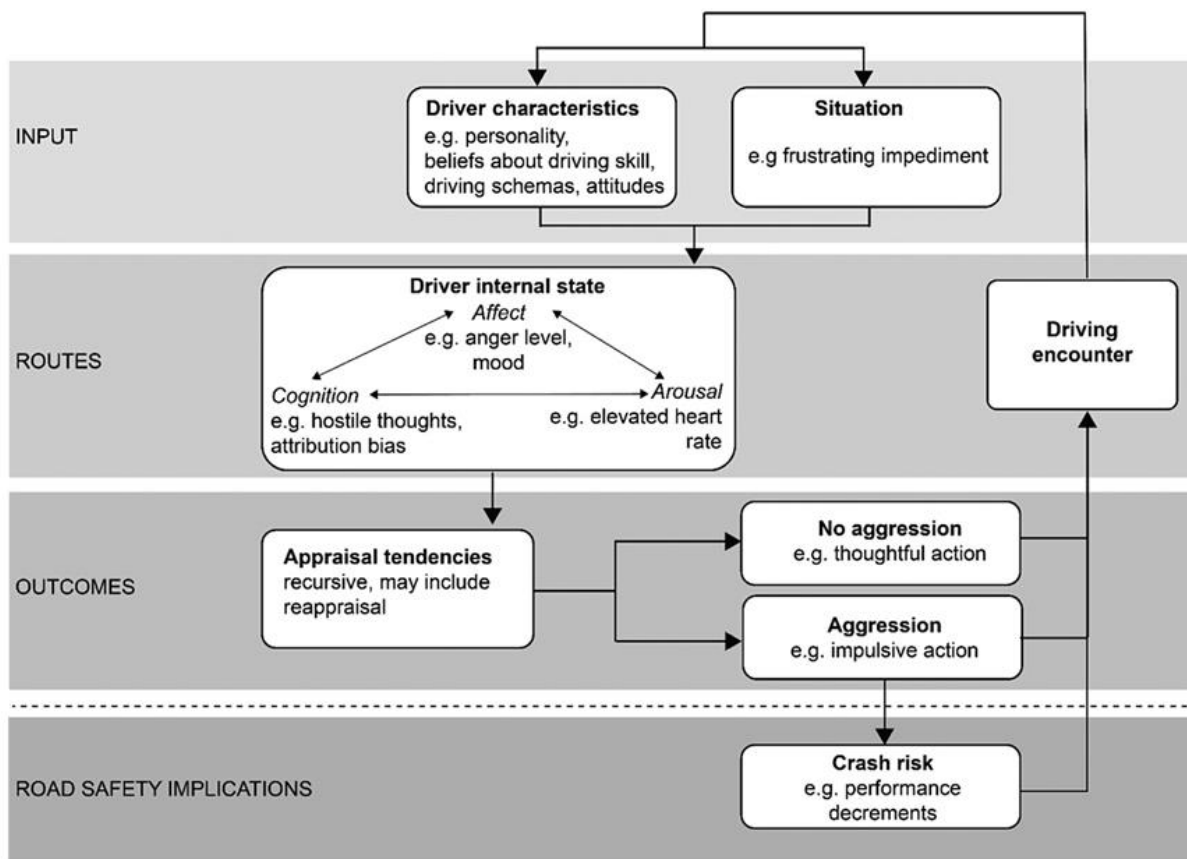 INPUT
Driver characteristics
e.g. personality,
beliefs about driving skill,
driving schemas, attitudes
Situation
e.g frustrating impediment
ROUTES
Driver internal state
Affect
e.g. anger level,
mood
Cognition
e.g. hostile thoughts,
attribution bias
Arousal
e.g. elevated heart
rate
Driving
encounter
OUTCOMES
Appraisal tendencies
recursive, may include
reappraisal
No aggression
e.g. thoughtful action
Aggression
e.g. impulsive action
ROAD SAFETY IMPLICATIONS
Crash risk
e.g. performance
decrements